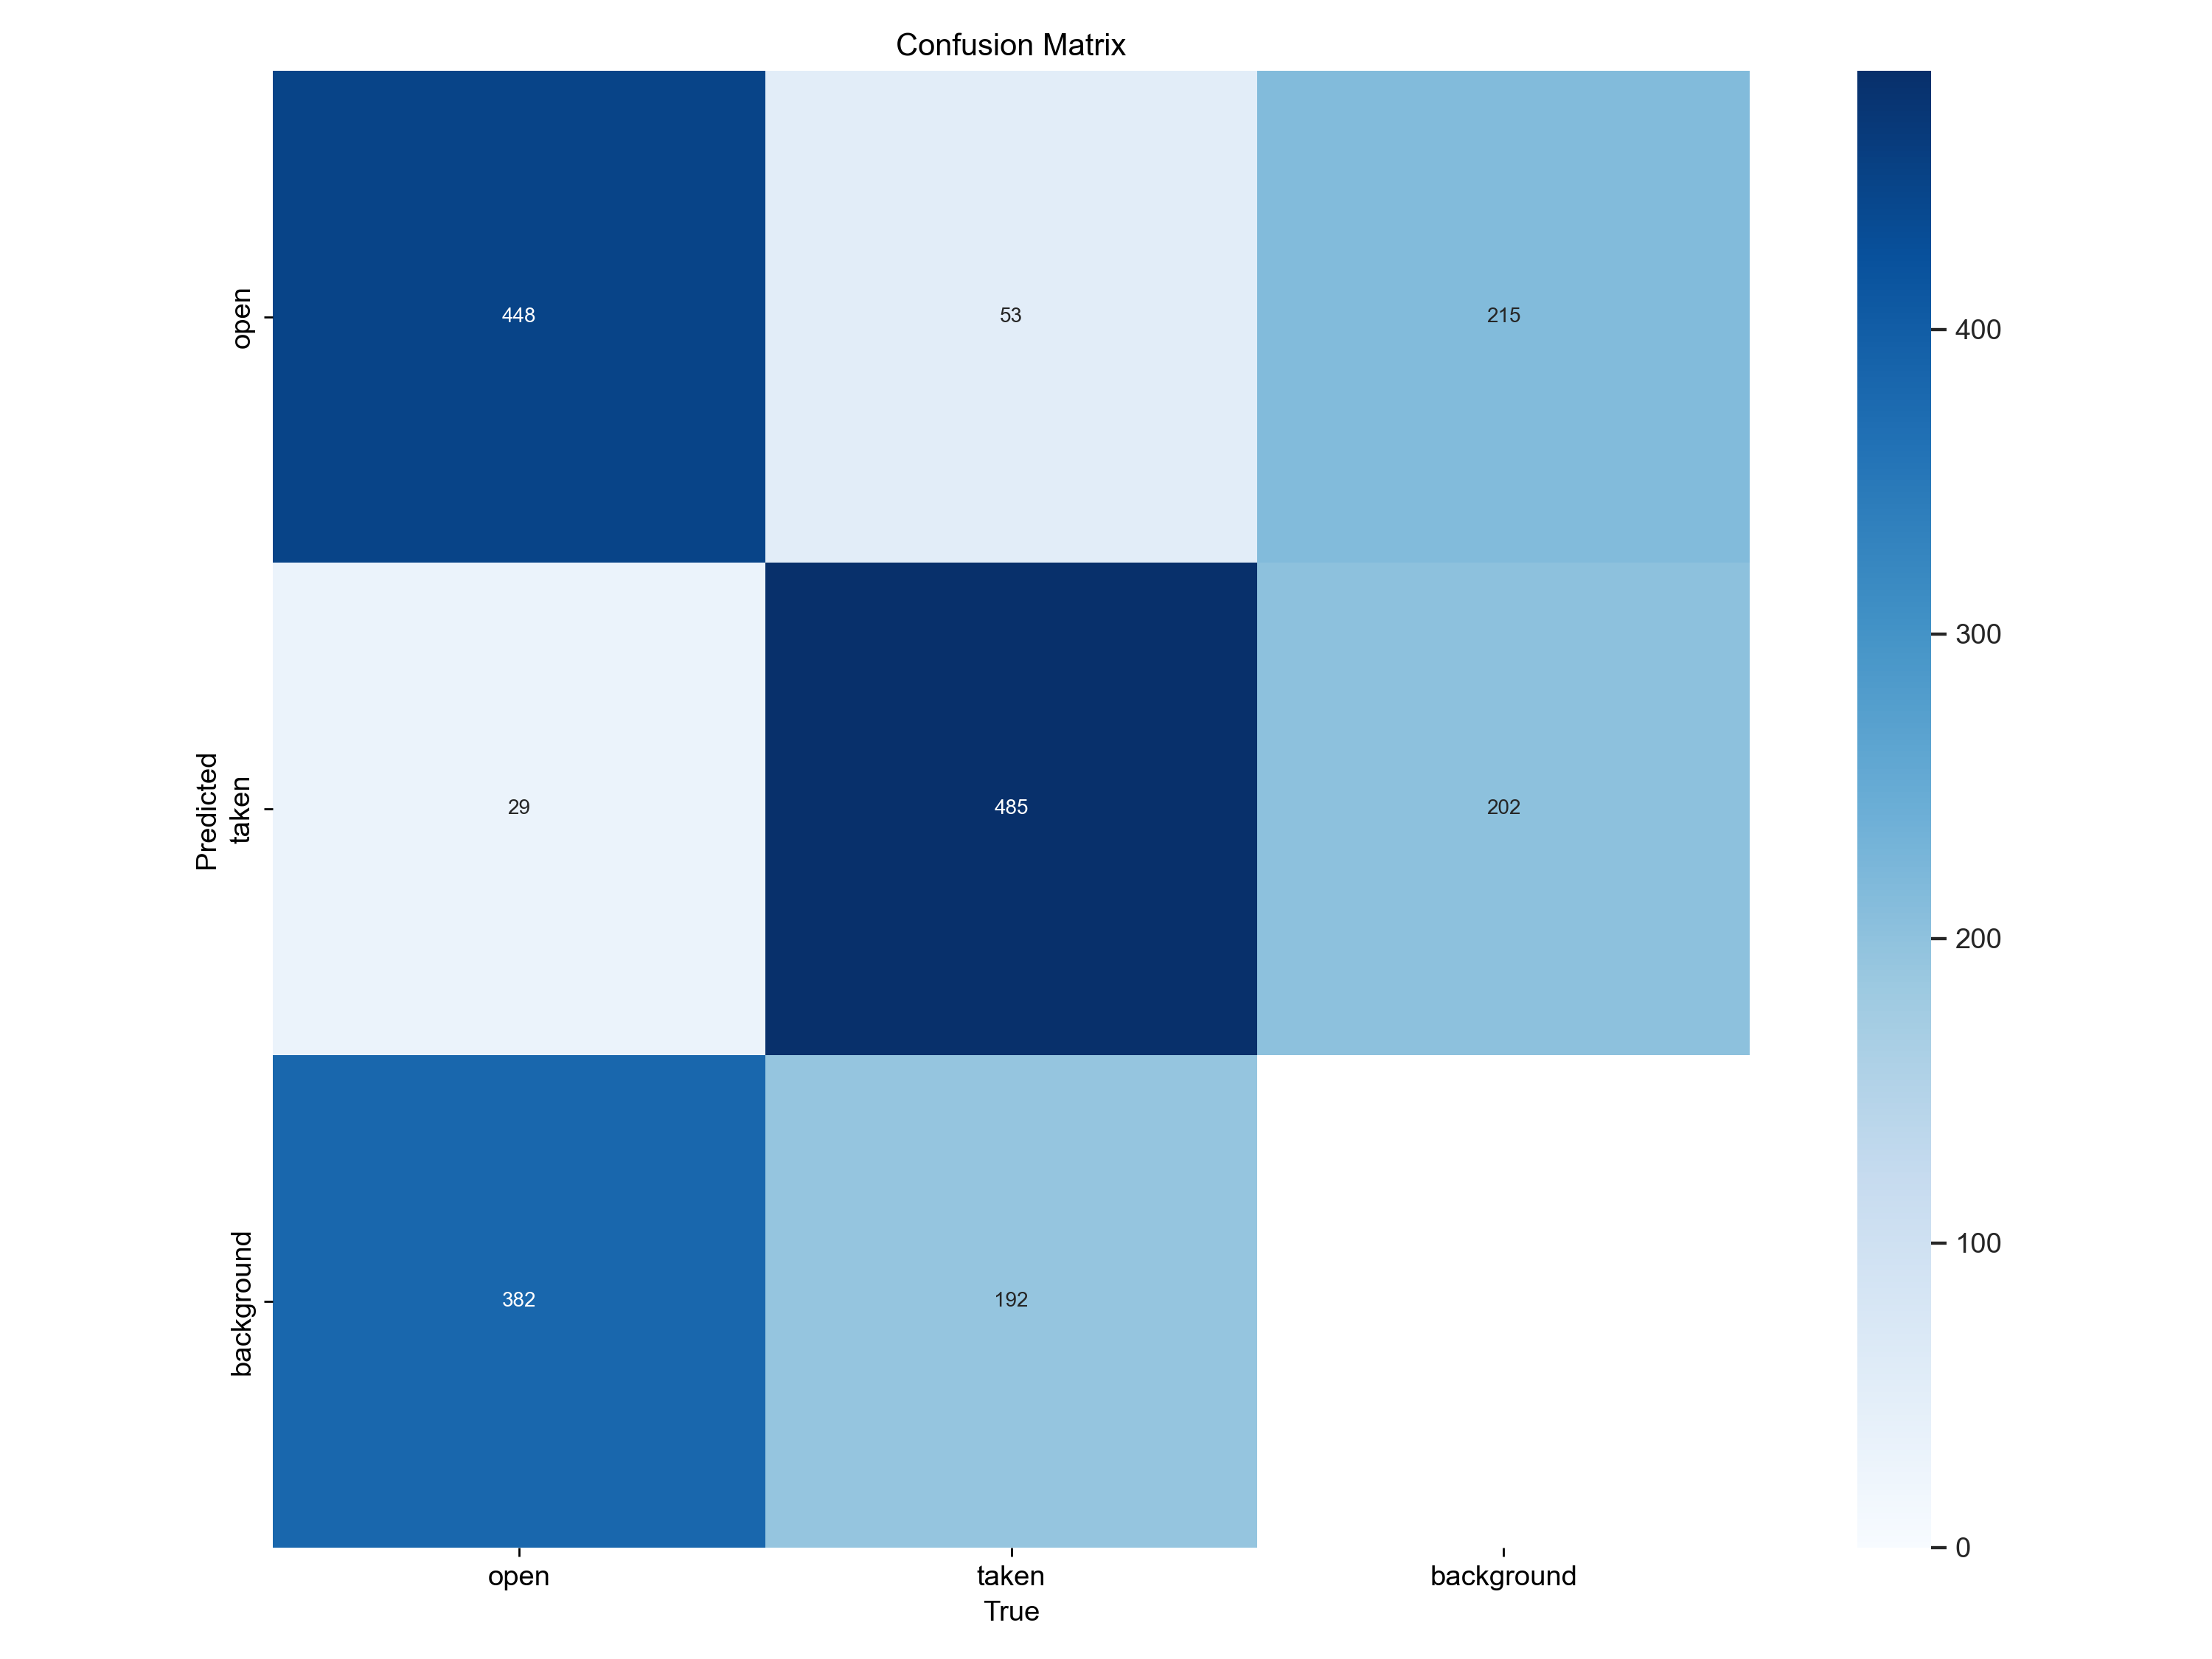 Confusion Matrix
open
448
53
215
400
300
Predicted
taken
29
485
202
200
background
382
192
100
0
open
taken
background
True